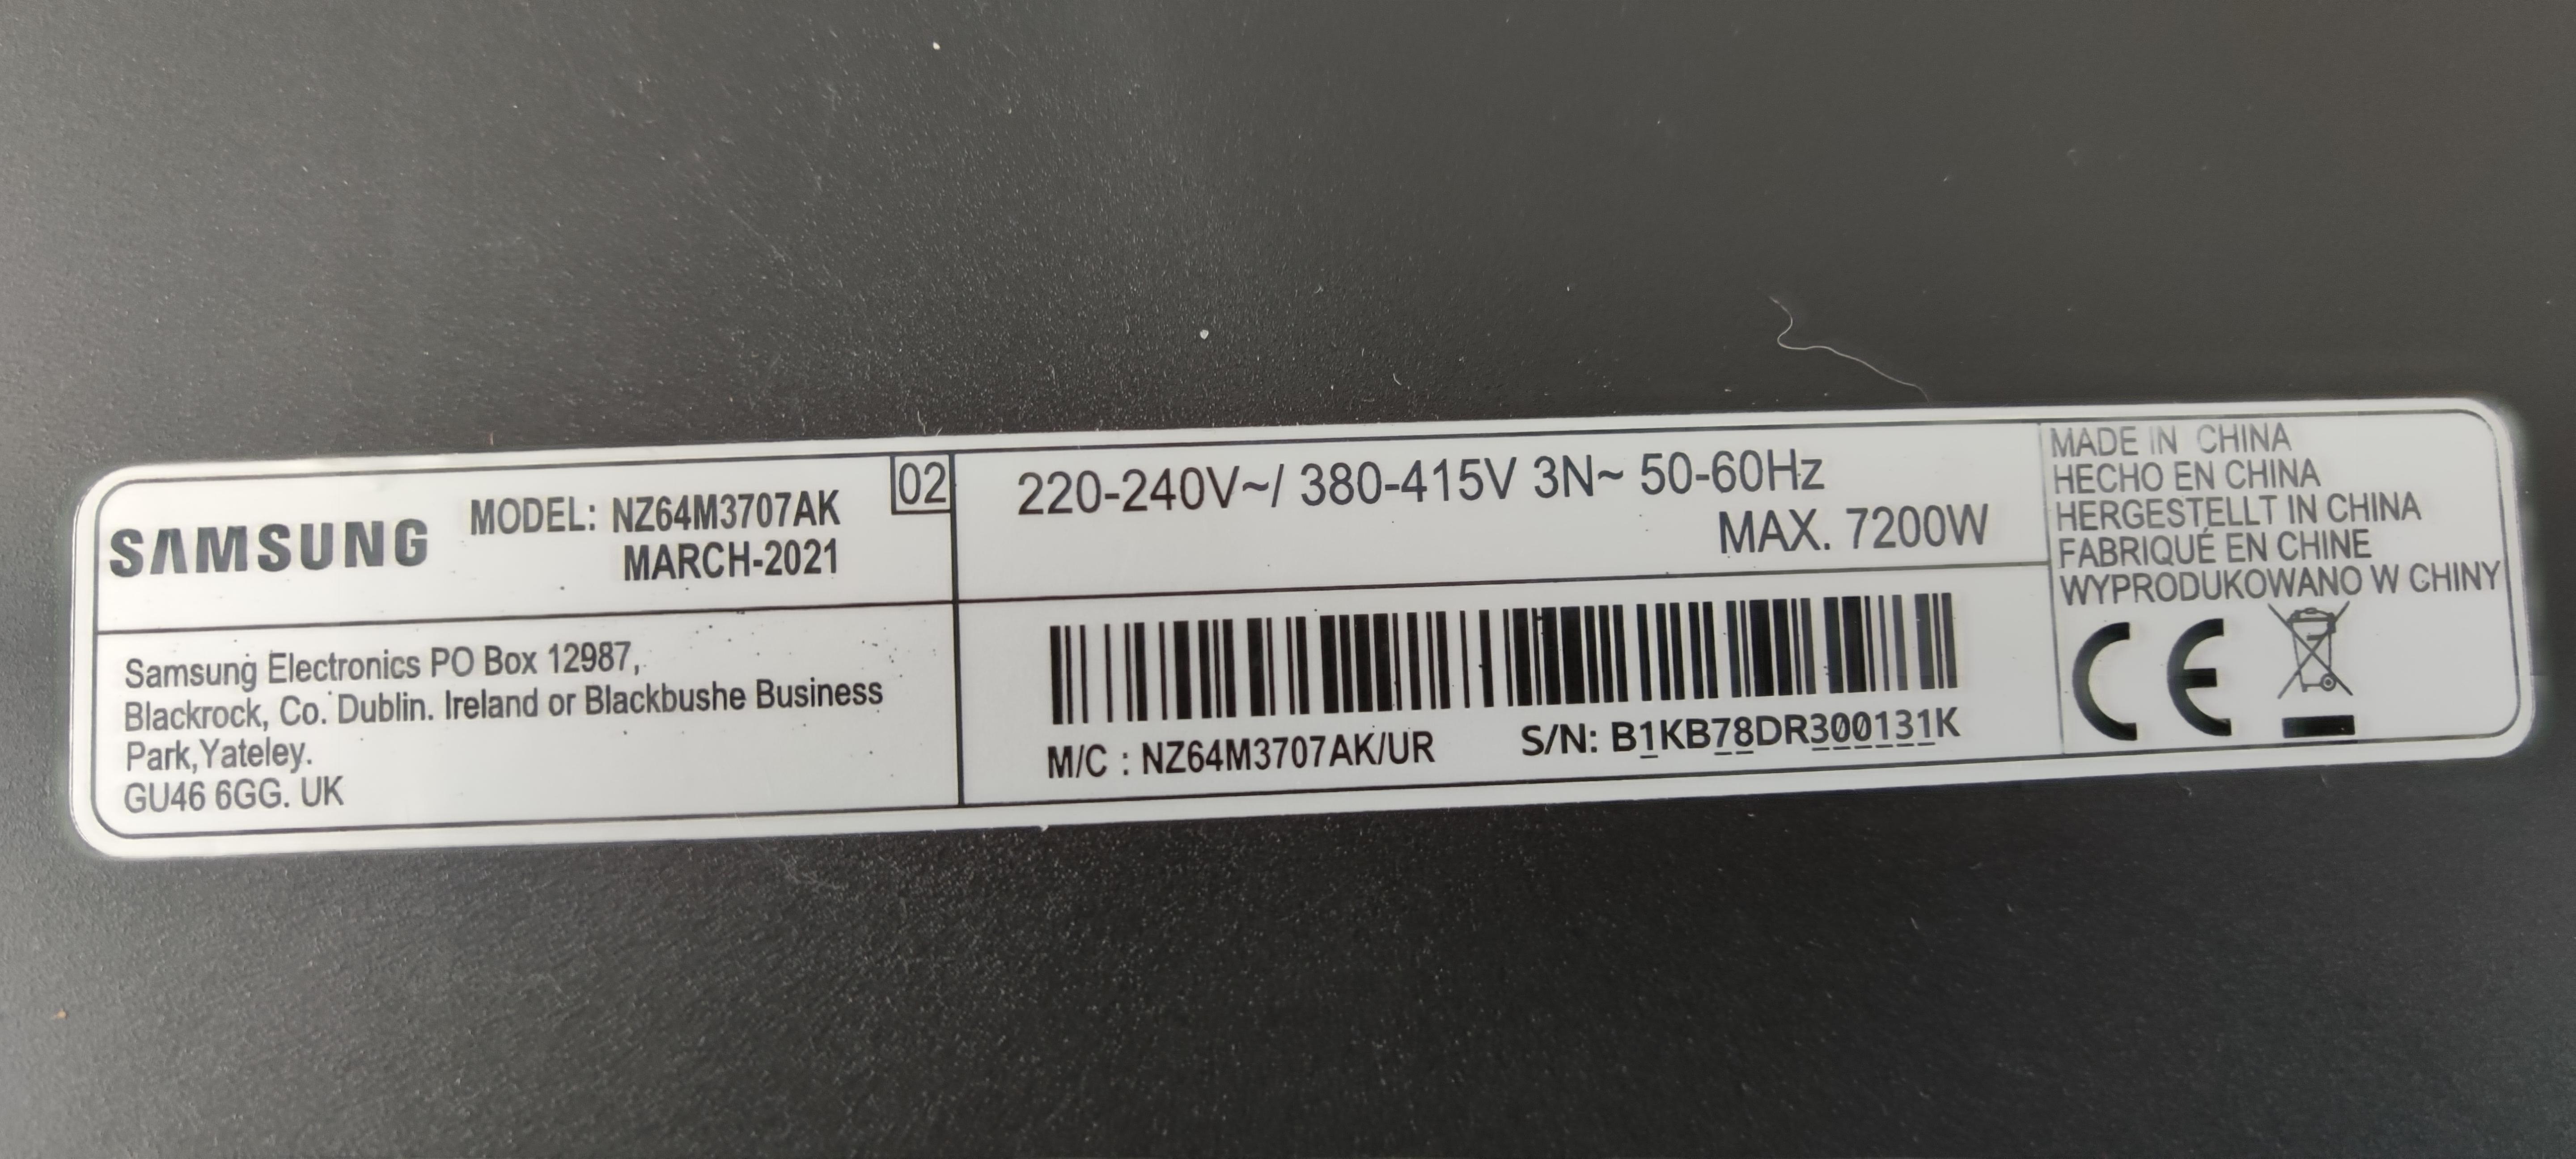 SAMSUNG
MODEL: NZ64M3707AK
MARCH-2021
02
Samsung Electronics PO Box 12987,
Blackrock, Co. Dublin. Ireland or Blackbushe Business
Park,Yateley.
GU46 6GG. UK
220-240V~/ 380-415V 3N~ 50-60Hz
MAX. 7200W
M/C : NZ64M3707AK/UR S/N: B1KB78DR300131K
MADE IN CHINA
HECHO EN CHINA
HERGESTELLT IN CHINA
FABRIQUÉ EN CHINE
WYPRODUKOWANO W CHINY
CE